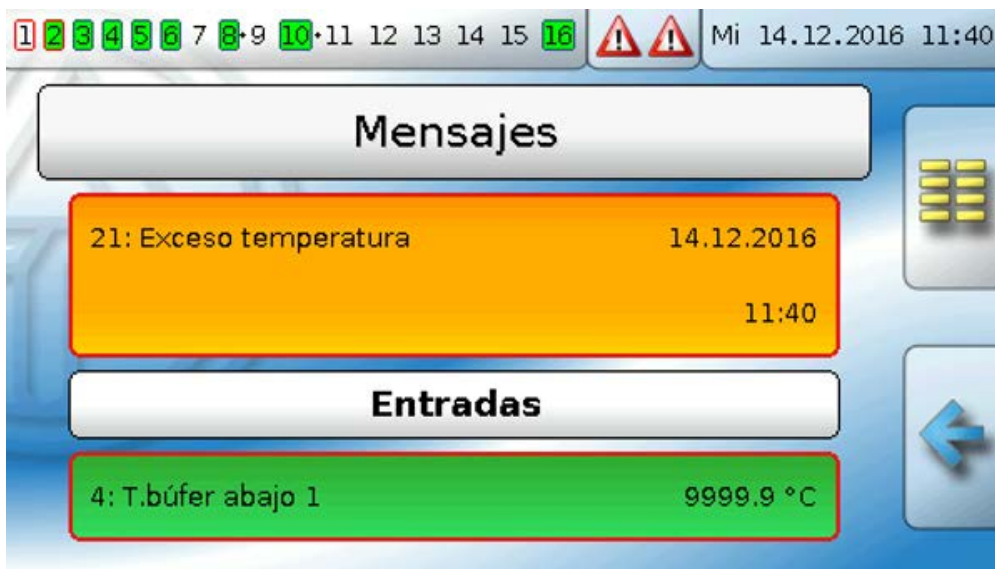 1 2 3 4 5 6 7 8·9 10·11 12 13 14 15 16 Mi 14.12.2016 11:40
Mensajes
21: Exceso temperatura 14.12.2016
11:40
Entradas
4: T.búfer abajo 1 9999.9 °C